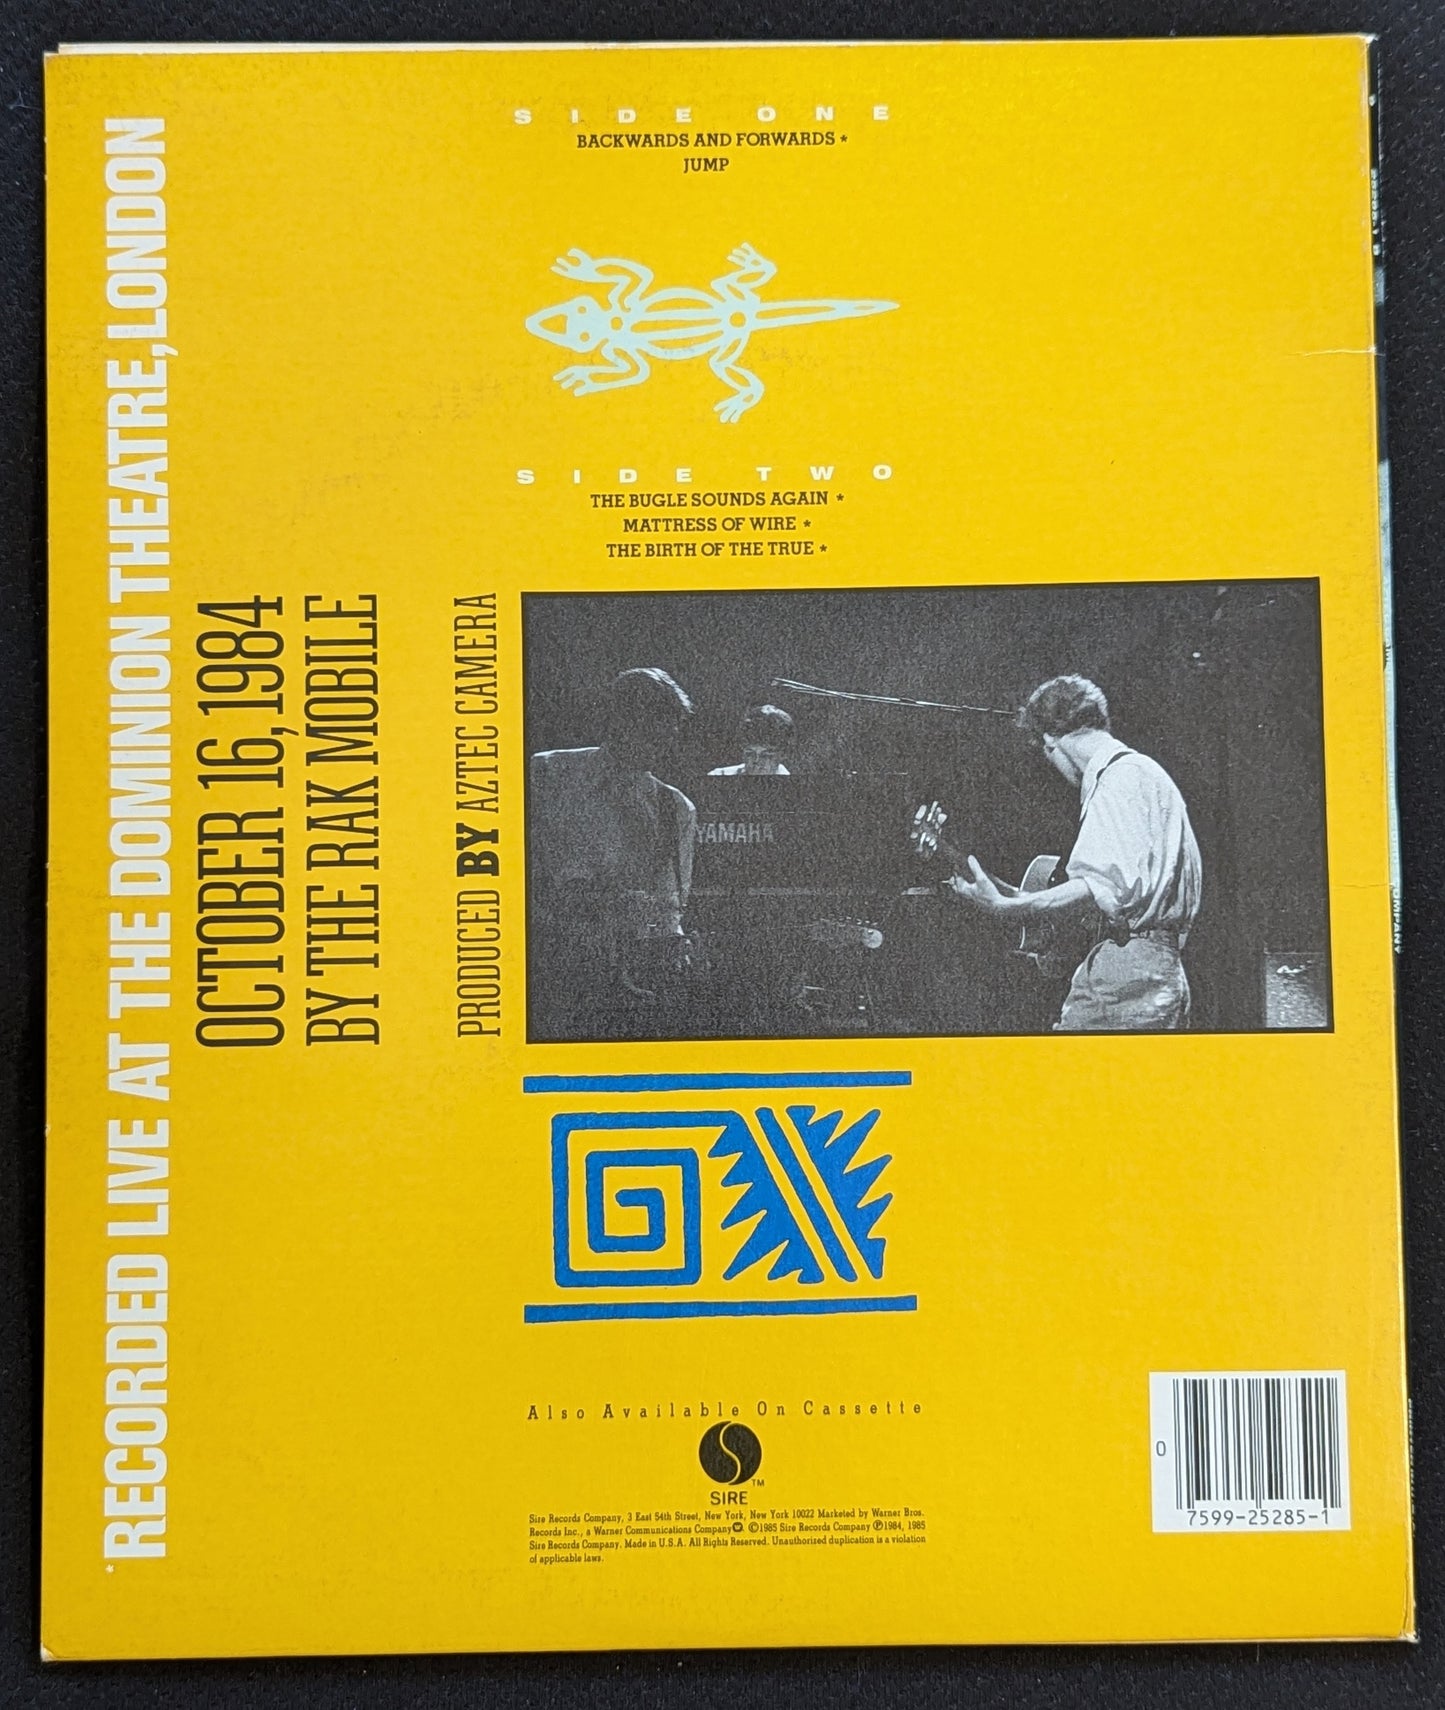 *RECORDED LIVE AT THE DOMINION THEATRE, LONDON
OCTOBER 16, 1984
BY THE RAK MOBILE
PRODUCED BY AZTEC CAMERA
SIDE ONE
BACKWARDS AND FORWARDS *
JUMP
SIDE TWO
THE BUGLE SOUNDS AGAIN *
MATTRESS OF WIRE *
THE BIRTH OF THE TRUE *
YAMAHA
Also Available On Cassette
TM
SIRE
Sire Records Company, 3 East 54th Street, New York, New York 10022 Marketed by Warner Bros.
Records Inc., a Warner Communications Company ©1985 Sire Records Company ℗1984, 1985
Sire Records Company. Made in U.S.A. All Rights Reserved. Unauthorized duplication is a violation
of applicable laws.
0
7599-25285-1